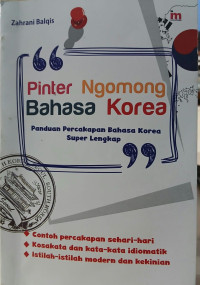 Zahrani Balqis
m
Pinter Ngomong
Bahasa Korea
Panduan Percakapan Bahasa Korea
Super Lengkap
Contoh percakapan sehari-hari
Kosakata dan kata-kata idiomatik
Istilah-istilah modern dan kekinian